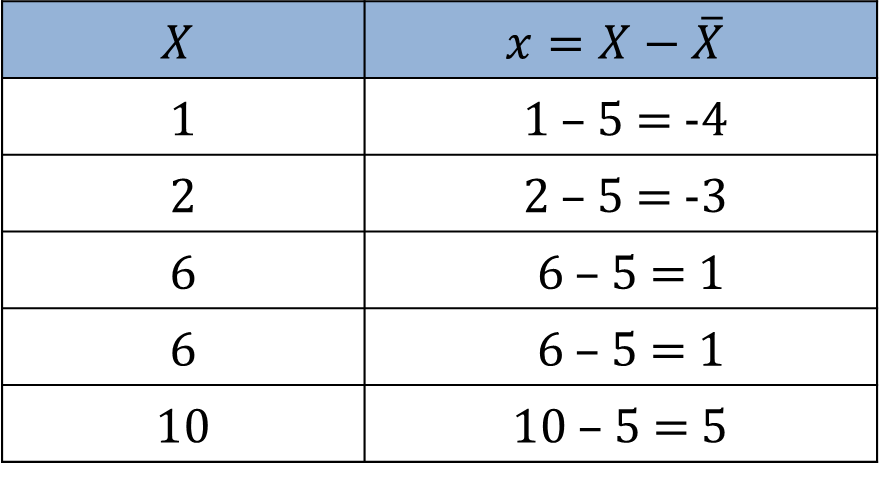 X x = X − X̄
1 1 – 5 = -4
2 2 – 5 = -3
6 6 – 5 = 1
6 6 – 5 = 1
10 10 – 5 = 5